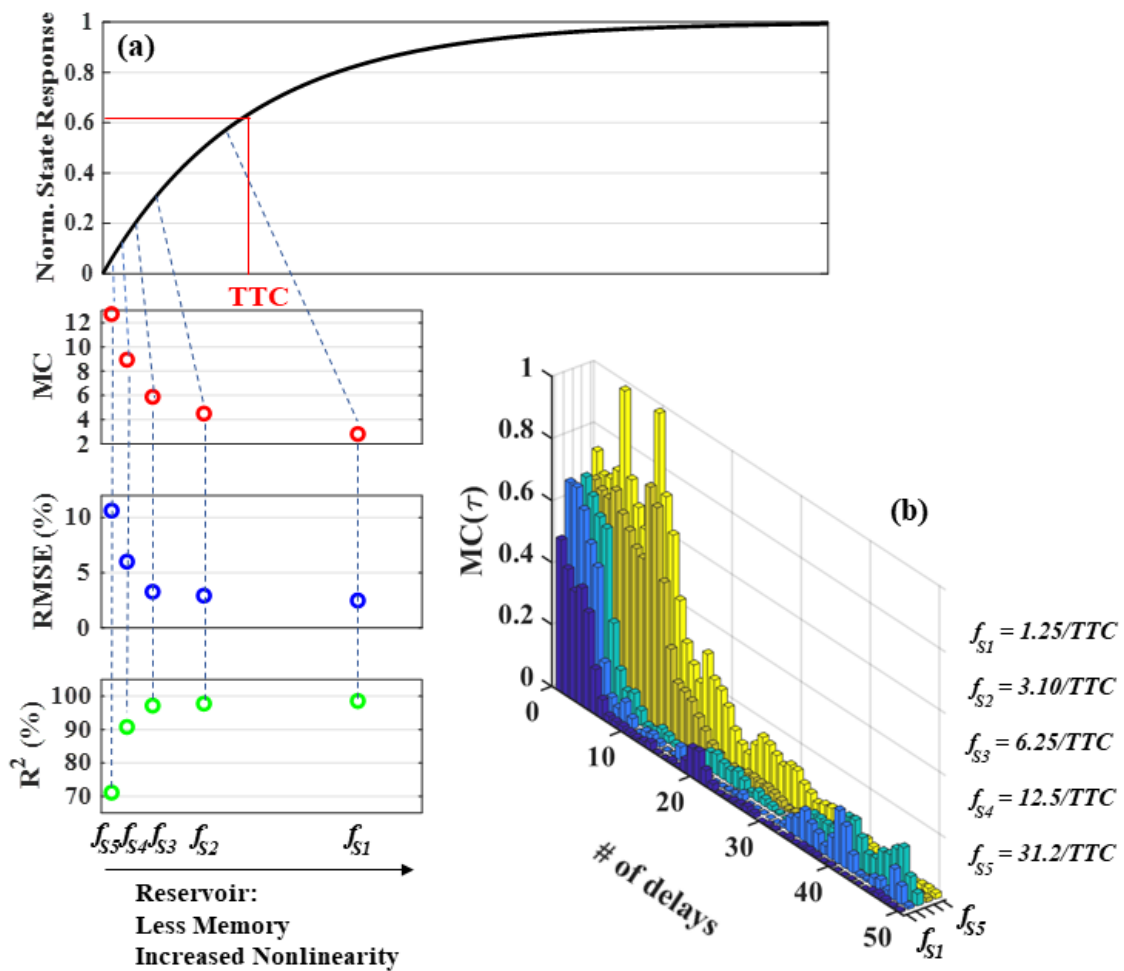 (a)
Norm. State Response
1
0.8
0.6
0.4
0.2
0
TTC
MC
12
10
8
6
4
2
RMSE (%)
10
5
0
R² (%)
100
90
80
70
fS5 fS4 fS3 fS2 fS1
Reservoir:
Less Memory
Increased Nonlinearity
(b)
MC(τ)
1
0.8
0.6
0.4
0.2
0
0
10
20
30
40
50
# of delays
fS1
fS5
fS1 = 1.25/TTC
fS2 = 3.10/TTC
fS3 = 6.25/TTC
fS4 = 12.5/TTC
fS5 = 31.2/TTC